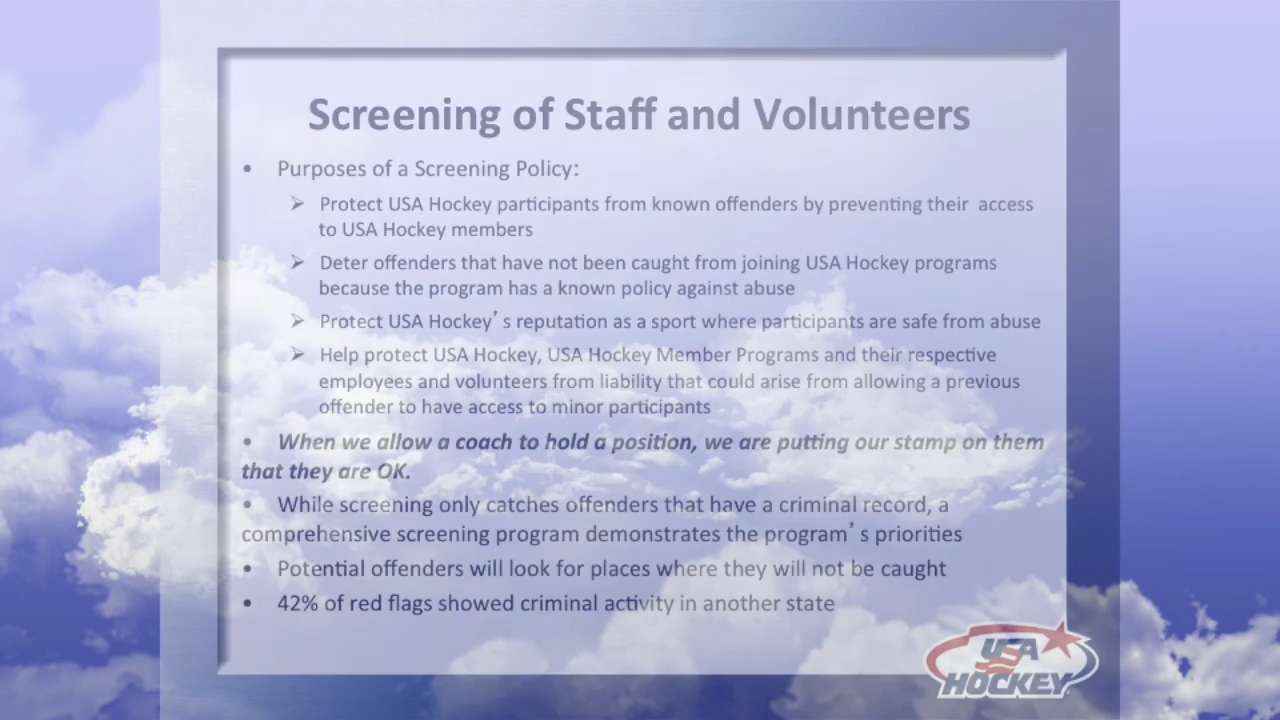 Screening of Staff and Volunteers
• Purposes of a Screening Policy:
➢ Protect USA Hockey participants from known offenders by preventing their access
to USA Hockey members
➢ Deter offenders that have not been caught from joining USA Hockey programs
because the program has a known policy against abuse
➢ Protect USA Hockey’s reputation as a sport where participants are safe from abuse
➢ Help protect USA Hockey, USA Hockey Member Programs and their respective
employees and volunteers from liability that could arise from allowing a previous
offender to have access to minor participants
• When we allow a coach to hold a position, we are putting our stamp on them
that they are OK.
• While screening only catches offenders that have a criminal record, a
comprehensive screening program demonstrates the program’s priorities
• Potential offenders will look for places where they will not be caught
• 42% of red flags showed criminal activity in another state
USA
HOCKEY